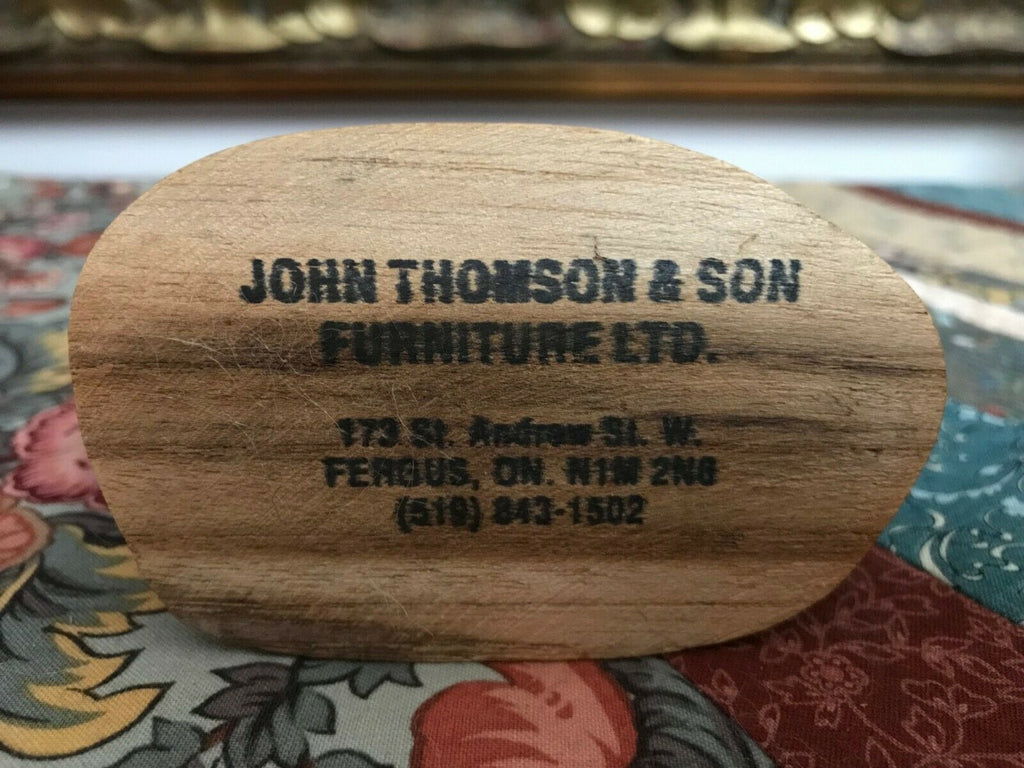 JOHN THOMSON & SON
FURNITURE LTD.
173 St. Andrew St. W.
FERGUS, ON. N1M 2N6
(519) 843-1502